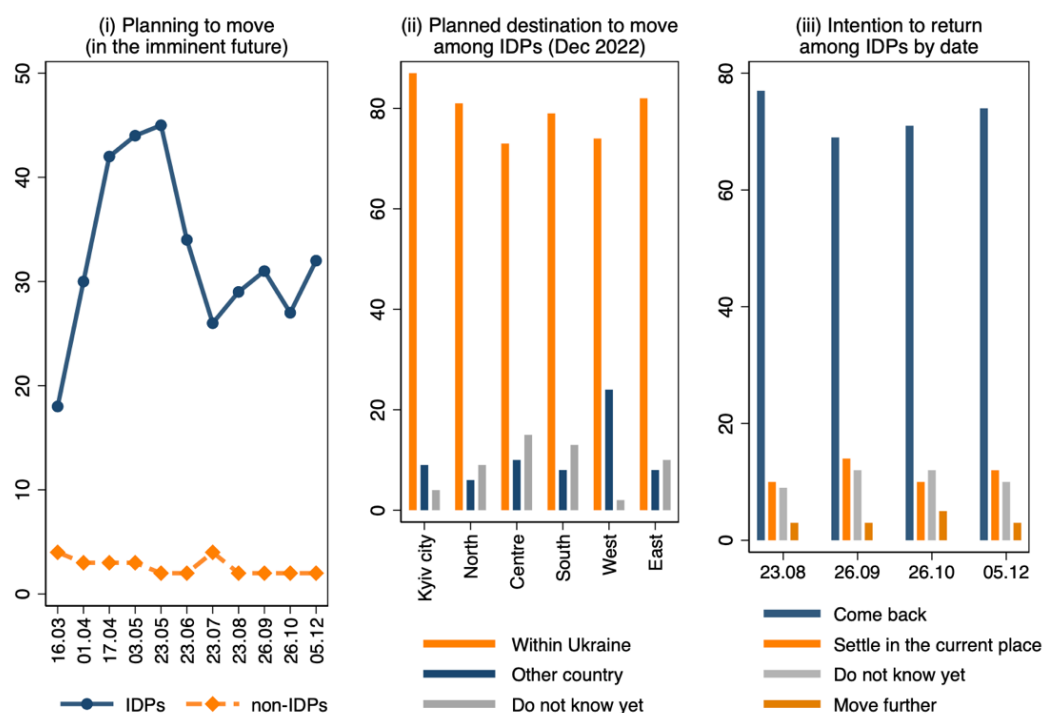 (i) Planning to move
(in the imminent future)
50
40
30
20
10
0
16.03
01.04
17.04
03.05
23.05
23.06
23.07
23.08
26.09
26.10
05.12
IDPs
non-IDPs
(ii) Planned destination to move
among IDPs (Dec 2022)
80
60
40
20
0
Kyiv city
North
Centre
South
West
East
Within Ukraine
Other country
Do not know yet
(iii) Intention to return
among IDPs by date
80
60
40
20
0
23.08
26.09
26.10
05.12
Come back
Settle in the current place
Do not know yet
Move further